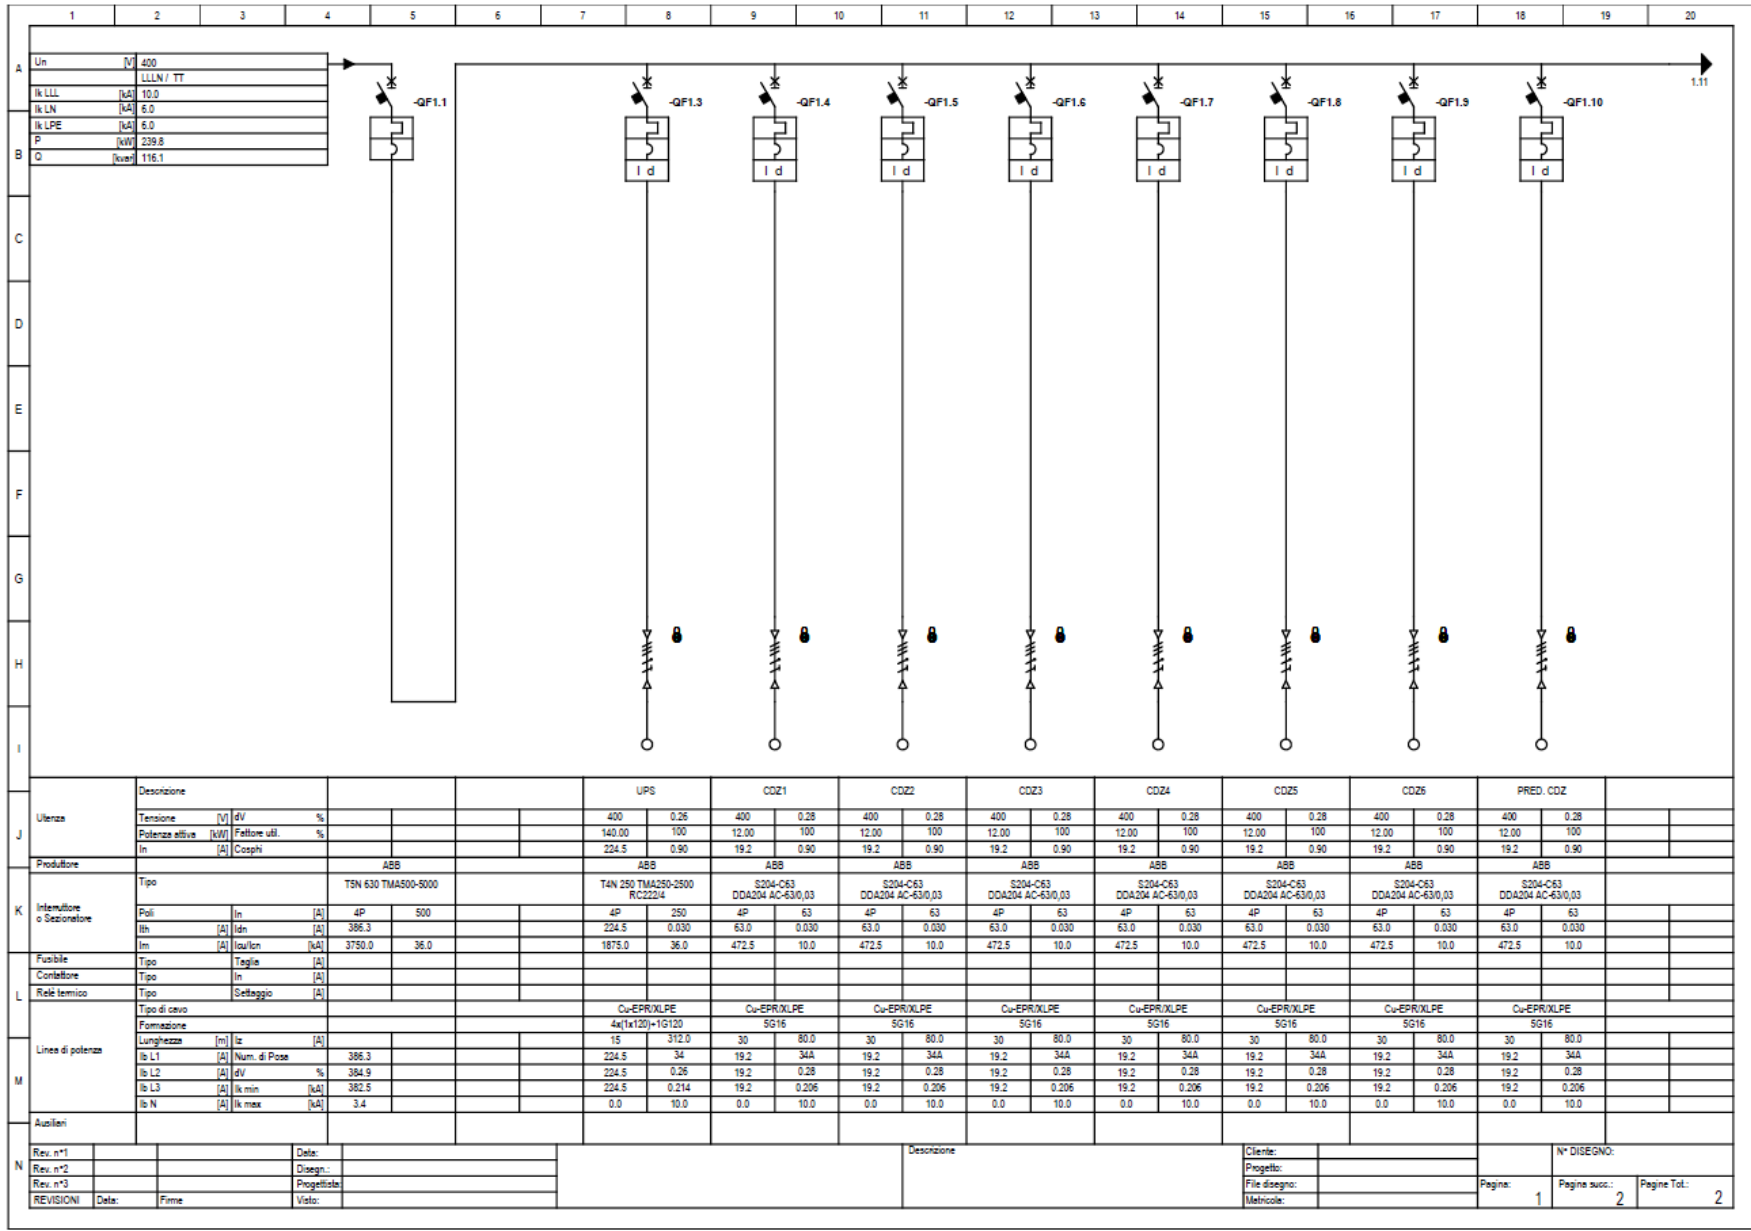 1 2 3 4 5 6 7 8 9 10 11 12 13 14 15 16 17 18 19 20
A
B
C
D
E
F
G
H
I
J
K
L
M
N
Un [V] 400
LLLN / TT
Ik LLL [kA] 10.0
Ik LN [kA] 6.0
Ik LPE [kA] 6.0
P [kW] 239.8
Q [kvar] 116.1
-QF1.1 -QF1.3 -QF1.4 -QF1.5 -QF1.6 -QF1.7 -QF1.8 -QF1.9 -QF1.10
1.11
I d I d I d I d I d I d I d I d
Utenza
Descrizione UPS CDZ1 CDZ2 CDZ3 CDZ4 CDZ5 CDZ6 PRED. CDZ
Tensione [V] dV % 400 0.26 400 0.28 400 0.28 400 0.28 400 0.28 400 0.28 400 0.28 400 0.28
Potenza attiva [kW] Fattore util. % 140.00 100 12.00 100 12.00 100 12.00 100 12.00 100 12.00 100 12.00 100 12.00 100
In [A] Cosphi 224.5 0.90 19.2 0.90 19.2 0.90 19.2 0.90 19.2 0.90 19.2 0.90 19.2 0.90 19.2 0.90
Produttore ABB ABB ABB ABB ABB ABB ABB ABB ABB
Interruttore
o Sezionatore
Tipo T5N 630 TMA500-5000 T4N 250 TMA250-2500 S204-C63 S204-C63 S204-C63 S204-C63 S204-C63 S204-C63 S204-C63
RC222/4 DDA204 AC-63/0,03 DDA204 AC-63/0,03 DDA204 AC-63/0,03 DDA204 AC-63/0,03 DDA204 AC-63/0,03 DDA204 AC-63/0,03 DDA204 AC-63/0,03
Poli In [A] 4P 500 4P 250 4P 63 4P 63 4P 63 4P 63 4P 63 4P 63 4P 63
Ith [A] Idn [A] 386.3 224.5 0.030 63.0 0.030 63.0 0.030 63.0 0.030 63.0 0.030 63.0 0.030 63.0 0.030 63.0 0.030
Im [A] Icu/Icn [kA] 3750.0 36.0 1875.0 36.0 472.5 10.0 472.5 10.0 472.5 10.0 472.5 10.0 472.5 10.0 472.5 10.0 472.5 10.0
Fusibile Tipo Taglia [A]
Contattore Tipo In [A]
Relè termico Tipo Settaggio [A]
Linea di potenza
Tipo di cavo Cu-EPR/XLPE Cu-EPR/XLPE Cu-EPR/XLPE Cu-EPR/XLPE Cu-EPR/XLPE Cu-EPR/XLPE Cu-EPR/XLPE Cu-EPR/XLPE
Formazione 4x(1x120)+1G120 5G16 5G16 5G16 5G16 5G16 5G16 5G16
Lunghezza [m] Iz [A] 15 312.0 30 80.0 30 80.0 30 80.0 30 80.0 30 80.0 30 80.0 30 80.0
Ib L1 [A] Num. di Posa 386.3 224.5 34 19.2 34A 19.2 34A 19.2 34A 19.2 34A 19.2 34A 19.2 34A 19.2 34A
Ib L2 [A] dV % 384.9 224.5 0.26 19.2 0.28 19.2 0.28 19.2 0.28 19.2 0.28 19.2 0.28 19.2 0.28 19.2 0.28
Ib L3 [A] Ik min [kA] 382.5 224.5 0.214 19.2 0.206 19.2 0.206 19.2 0.206 19.2 0.206 19.2 0.206 19.2 0.206 19.2 0.206
Ib N [A] Ik max [kA] 3.4 0.0 10.0 0.0 10.0 0.0 10.0 0.0 10.0 0.0 10.0 0.0 10.0 0.0 10.0 0.0 10.0
Ausiliari
Rev. n°1 Data: Descrizione Cliente: N° DISEGNO:
Rev. n°2 Disegn.: Progetto:
Rev. n°3 Progettista: File disegno: Pagina: 1 Pagina succ.: 2 Pagine Tot.: 2
REVISIONI Data: Firme Visto: Matricola: